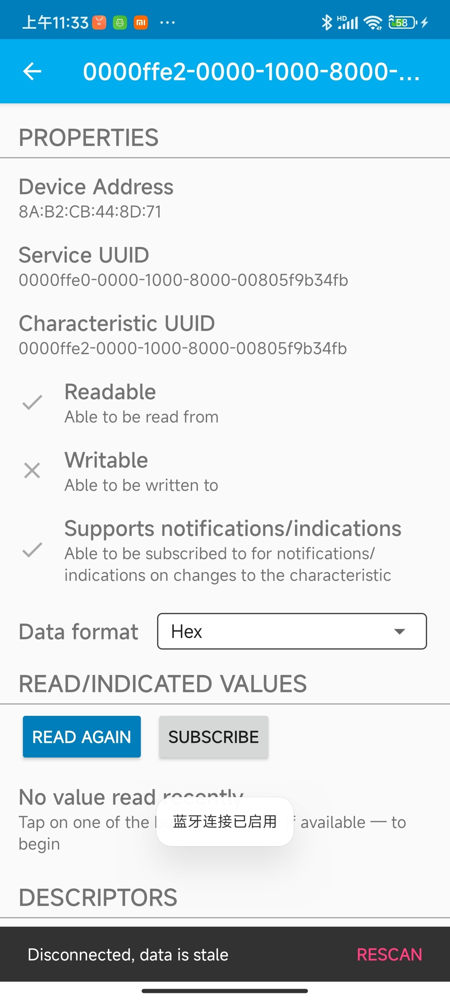 上午11:33
HD
58
0000ffe2-0000-1000-8000-...
PROPERTIES
Device Address
8A:B2:CB:44:8D:71
Service UUID
0000ffe0-0000-1000-8000-00805f9b34fb
Characteristic UUID
0000ffe2-0000-1000-8000-00805f9b34fb
Readable
Able to be read from
Writable
Able to be written to
Supports notifications/indications
Able to be subscribed to for notifications/
indications on changes to the characteristic
Data format
Hex
READ/INDICATED VALUES
READ AGAIN
SUBSCRIBE
No value read recently
Tap on one of the if available — to
begin
蓝牙连接已启用
DESCRIPTORS
Disconnected, data is stale
RESCAN